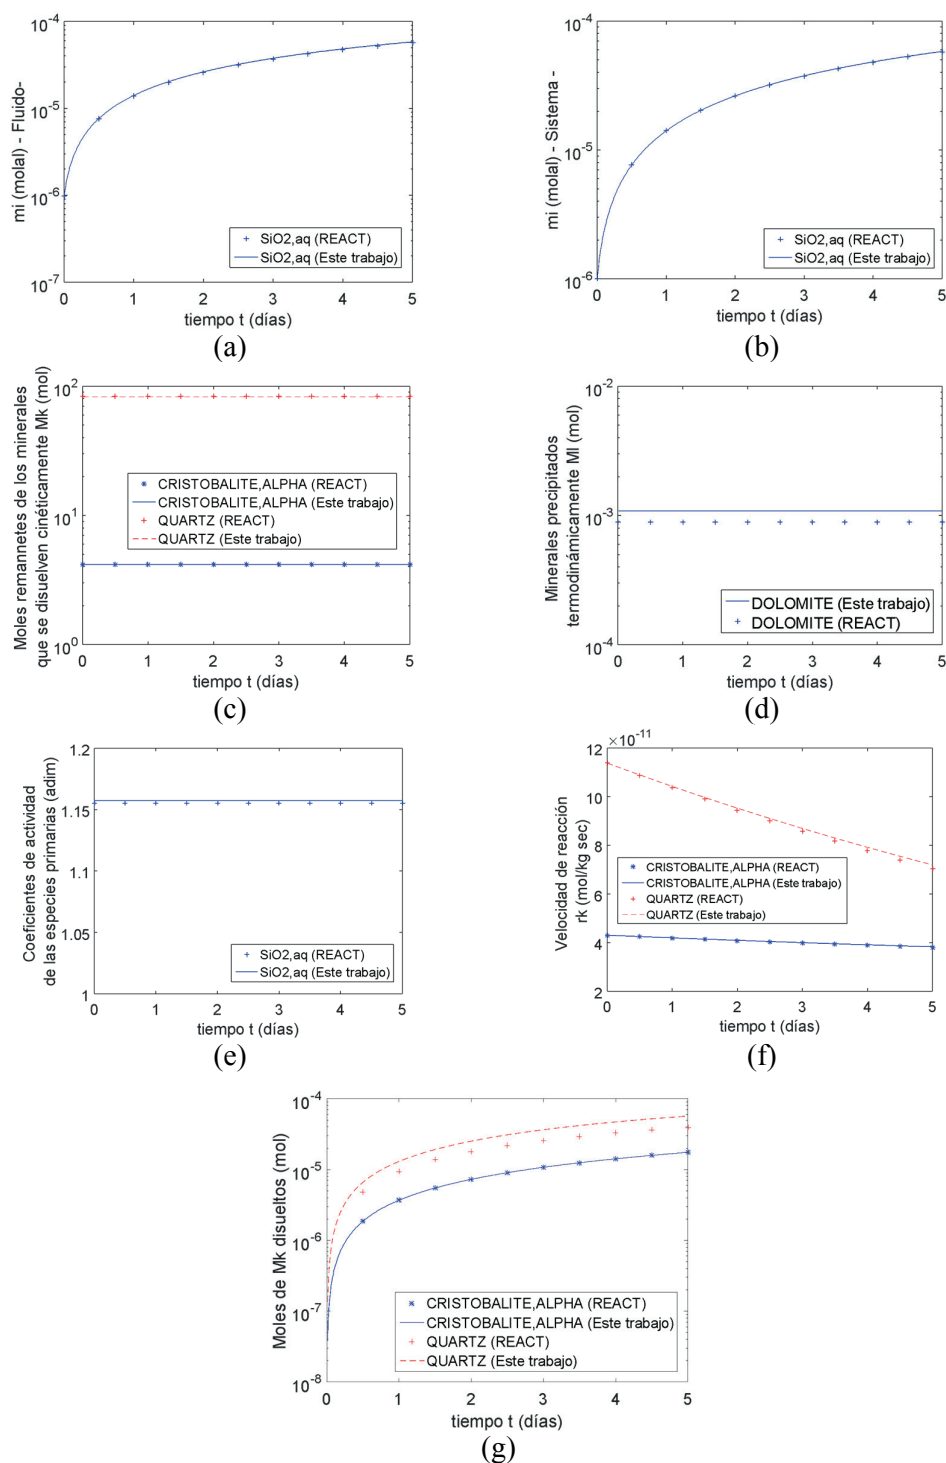 10^-4
10^-5
10^-6
10^-7
mi (molal) - Fluido-
SiO2,aq (REACT)
SiO2,aq (Este trabajo)
0 1 2 3 4 5
tiempo t (días)
(a)
10^-4
10^-5
10^-6
mi (molal) - Sistema -
SiO2,aq (REACT)
SiO2,aq (Este trabajo)
0 1 2 3 4 5
tiempo t (días)
(b)
10^2
10^1
10^0
Moles remannetes de los minerales
que se disuelven cinéticamente Mk (mol)
CRISTOBALITE,ALPHA (REACT)
CRISTOBALITE,ALPHA (Este trabajo)
QUARTZ (REACT)
QUARTZ (Este trabajo)
0 1 2 3 4 5
tiempo t (días)
(c)
10^-2
10^-3
10^-4
Minerales precipitados
termodinámicamente Ml (mol)
DOLOMITE (Este trabajo)
DOLOMITE (REACT)
0 1 2 3 4 5
tiempo t (días)
(d)
1.2
1.15
1.1
1.05
1
Coeficientes de actividad
de las especies primarias (adim)
SiO2,aq (REACT)
SiO2,aq (Este trabajo)
0 1 2 3 4 5
tiempo t (días)
(e)
×10^-11
12
10
8
6
4
2
Velocidad de reacción
rk (mol/kg sec)
CRISTOBALITE,ALPHA (REACT)
CRISTOBALITE,ALPHA (Este trabajo)
QUARTZ (REACT)
QUARTZ (Este trabajo)
0 1 2 3 4 5
tiempo t (días)
(f)
10^-4
10^-5
10^-6
10^-7
10^-8
Moles de Mk disueltos (mol)
CRISTOBALITE,ALPHA (REACT)
CRISTOBALITE,ALPHA (Este trabajo)
QUARTZ (REACT)
QUARTZ (Este trabajo)
0 1 2 3 4 5
tiempo t (días)
(g)